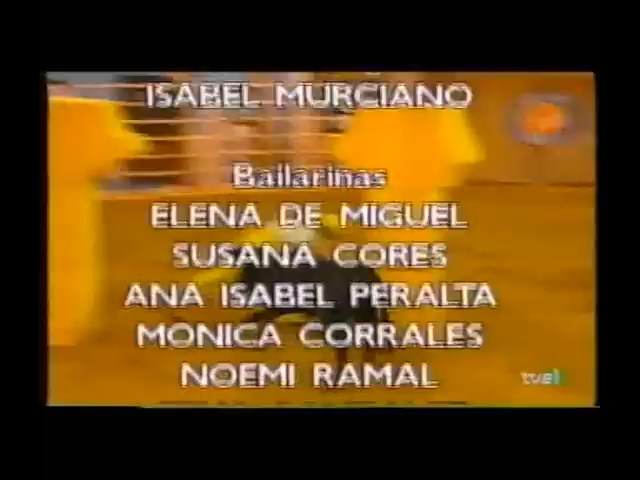 ISABEL MURCIANO
Bailarinas
ELENA DE MIGUEL
SUSANA CORES
ANA ISABEL PERALTA
MONICA CORRALES
NOEMI RAMAL
tve1